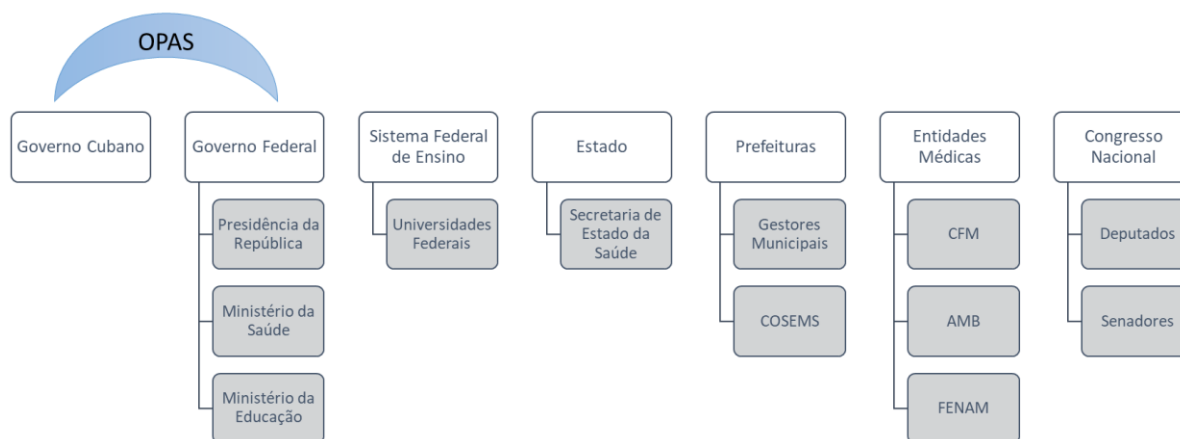 OPAS
Governo Cubano
Governo Federal
Presidência da
República
Ministério da
Saúde
Ministério da
Educação
Sistema Federal
de Ensino
Universidades
Federais
Estado
Secretaria de
Estado da
Saúde
Prefeituras
Gestores
Municipais
COSEMS
Entidades
Médicas
CFM
AMB
FENAM
Congresso
Nacional
Deputados
Senadores